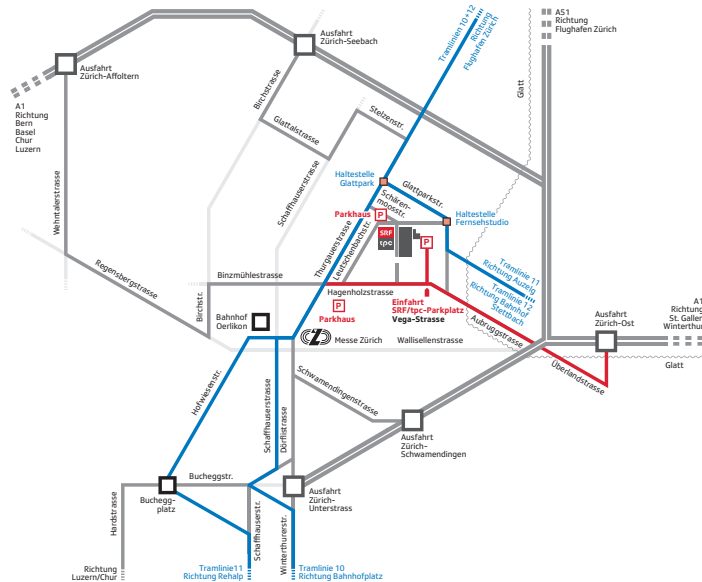 A51
Richtung
Flughafen Zürich
Tramlinien 10+12
Richtung
Flughafen Zürich
Ausfahrt
Zürich-Seebach
Ausfahrt
Zürich-Affoltern
A1
Richtung
Bern
Basel
Chur
Luzern
Birchstrasse
Glattalstrasse
Stelzenstr.
Glatt
Schaffhauserstrasse
Wehntalerstrasse
Haltestelle
Glattpark
Glattparkstr.
Schären-
moosstr.
Parkhaus
P
Haltestelle
Fernsehstudio
SRF
tpc
P
Thurgauerstrasse
Leutschenbachstr.
Regensbergstrasse
Binzmühlestrasse
Tramlinie 11
Richtung Auzelg
Tramlinie 12
Richtung Bahnhof
Stettbach
Hagenholzstrasse
P
Parkhaus
Einfahrt
SRF/tpc-Parkplatz
Vega-Strasse
Birchstr.
Bahnhof
Oerlikon
Messe Zürich
Wallisellenstrasse
Aubruggstrasse
Ausfahrt
Zürich-Ost
A1
Richtung
St. Gallen
Winterthur
Glatt
Überlandstrasse
Hofwiesenstr.
Schaffhauserstrasse
Dörflistrasse
Schwamendingenstrasse
Ausfahrt
Zürich-
Schwamendingen
Bucheggstr.
Buchegg-
platz
Ausfahrt
Zürich-
Unterstrass
Hardstrasse
Schaffhauserstr.
Winterthurerstr.
Richtung
Luzern/Chur
Tramlinie11
Richtung Rehalp
Tramlinie 10
Richtung Bahnhofplatz